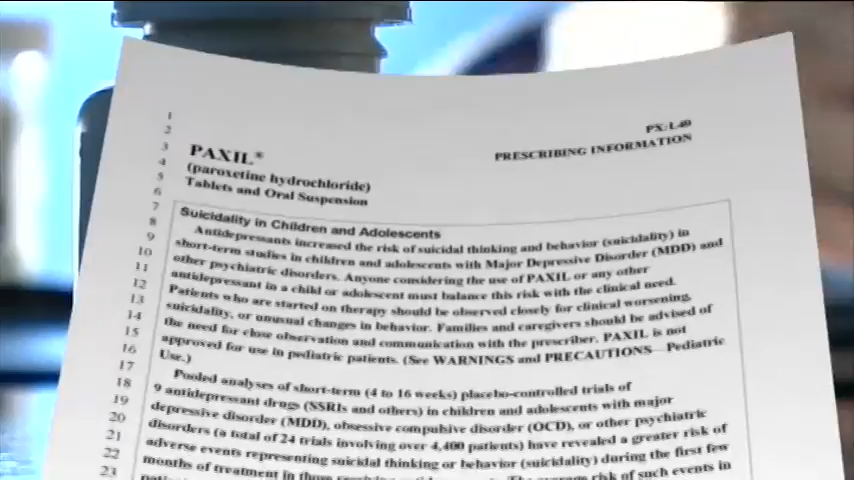 PX:L49
PRESCRIBING INFORMATION
1
2
3 PAXIL®
4 (paroxetine hydrochloride)
5 Tablets and Oral Suspension
6
7 Suicidality in Children and Adolescents
8 Antidepressants increased the risk of suicidal thinking and behavior (suicidality) in
9 short-term studies in children and adolescents with Major Depressive Disorder (MDD) and
10 other psychiatric disorders. Anyone considering the use of PAXIL or any other
11 antidepressant in a child or adolescent must balance this risk with the clinical need.
12 Patients who are started on therapy should be observed closely for clinical worsening,
13 suicidality, or unusual changes in behavior. Families and caregivers should be advised of
14 the need for close observation and communication with the prescriber. PAXIL is not
15 approved for use in pediatric patients. (See WARNINGS and PRECAUTIONS—Pediatric
16 Use.)
17 Pooled analyses of short-term (4 to 16 weeks) placebo-controlled trials of
18 9 antidepressant drugs (SSRIs and others) in children and adolescents with major
19 depressive disorder (MDD), obsessive compulsive disorder (OCD), or other psychiatric
20 disorders (a total of 24 trials involving over 4,400 patients) have revealed a greater risk of
21 adverse events representing suicidal thinking or behavior (suicidality) during the first few
22 months of treatment in those The average risk of such events in
23